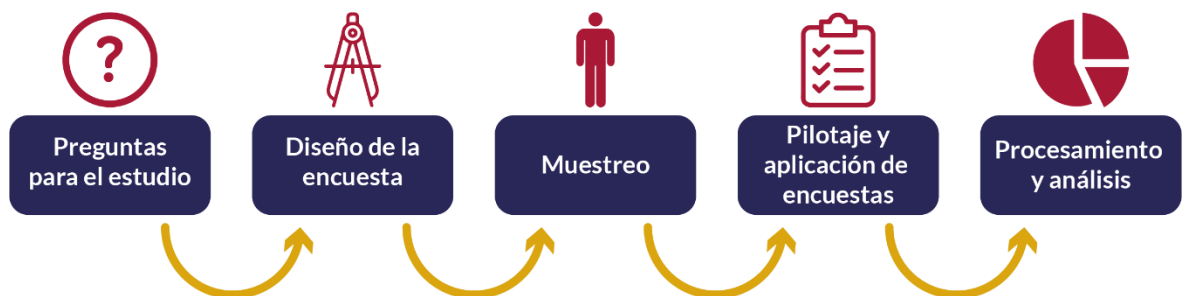 ?
Preguntas
para el estudio
Diseño de la
encuesta
Muestreo
Pilotaje y
aplicación de
encuestas
Procesamiento
y análisis